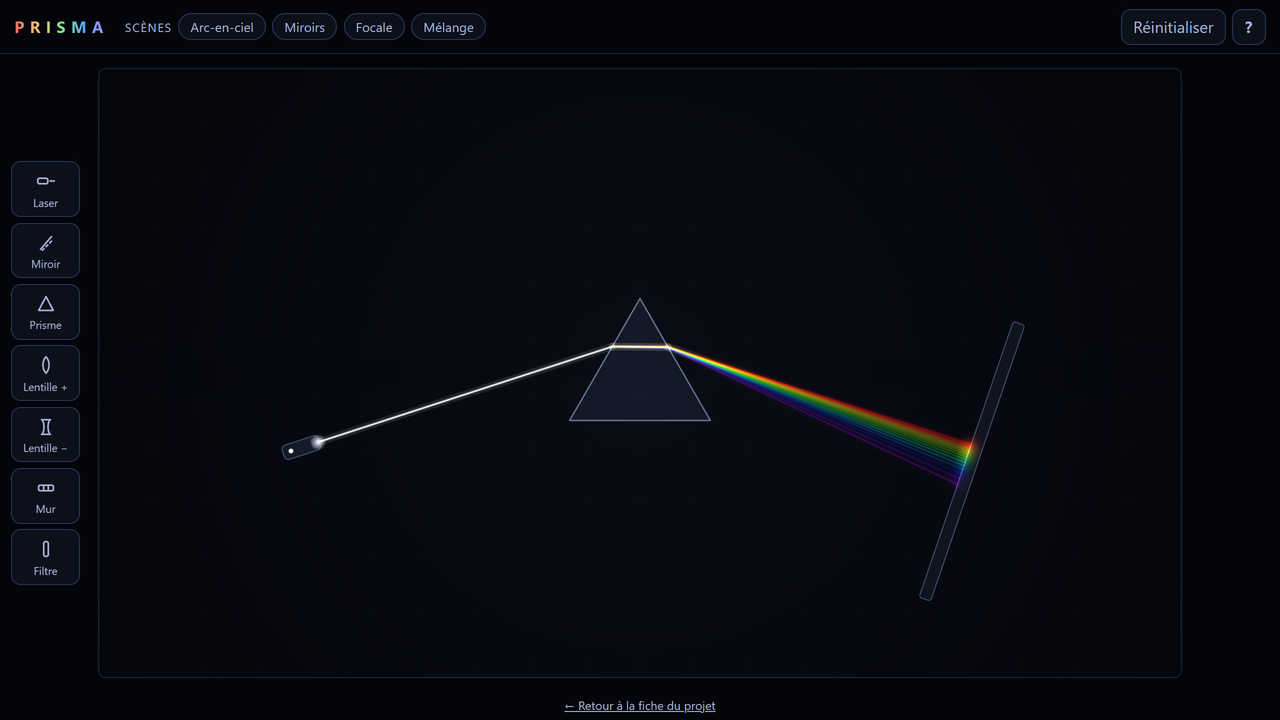 PRISMA SCÈNES Arc-en-ciel Miroirs Focale Mélange Réinitialiser ?
Laser
Miroir
Prisme
Lentille +
Lentille −
Mur
Filtre
← Retour à la fiche du projet